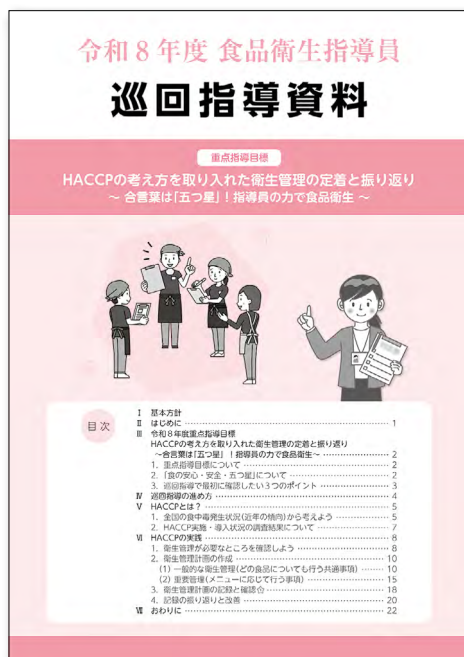 令和8年度 食品衛生指導員
巡回指導資料
重点指導目標
HACCPの考え方を取り入れた衛生管理の定着と振り返り
～ 合言葉は「五つ星」！指導員の力で食品衛生 ～
目次
Ⅰ 基本方針
Ⅱ はじめに 1
Ⅲ 令和8年度重点指導目標
HACCPの考え方を取り入れた衛生管理の定着と振り返り
～合言葉は「五つ星」！指導員の力で食品衛生～ 2
1. 重点指導目標について 2
2. 「食の安心・安全・五つ星」について 2
3. 巡回指導で最初に確認したい3つのポイント 3
Ⅳ 巡回指導の進め方 4
Ⅴ HACCPとは？ 5
1. 全国の食中毒発生状況（近年の傾向）から考えよう 5
2. HACCP実施・導入状況の調査結果について 7
Ⅵ HACCPの実践 8
1. 衛生管理が必要なところを確認しよう 8
2. 衛生管理計画の作成 10
(1) 一般的な衛生管理（どの食品についても行う共通事項） 10
(2) 重要管理（メニューに応じて行う事項） 15
3. 衛生管理計画の記録と確認☆ 18
4. 記録の振り返りと改善 20
Ⅶ おわりに 22